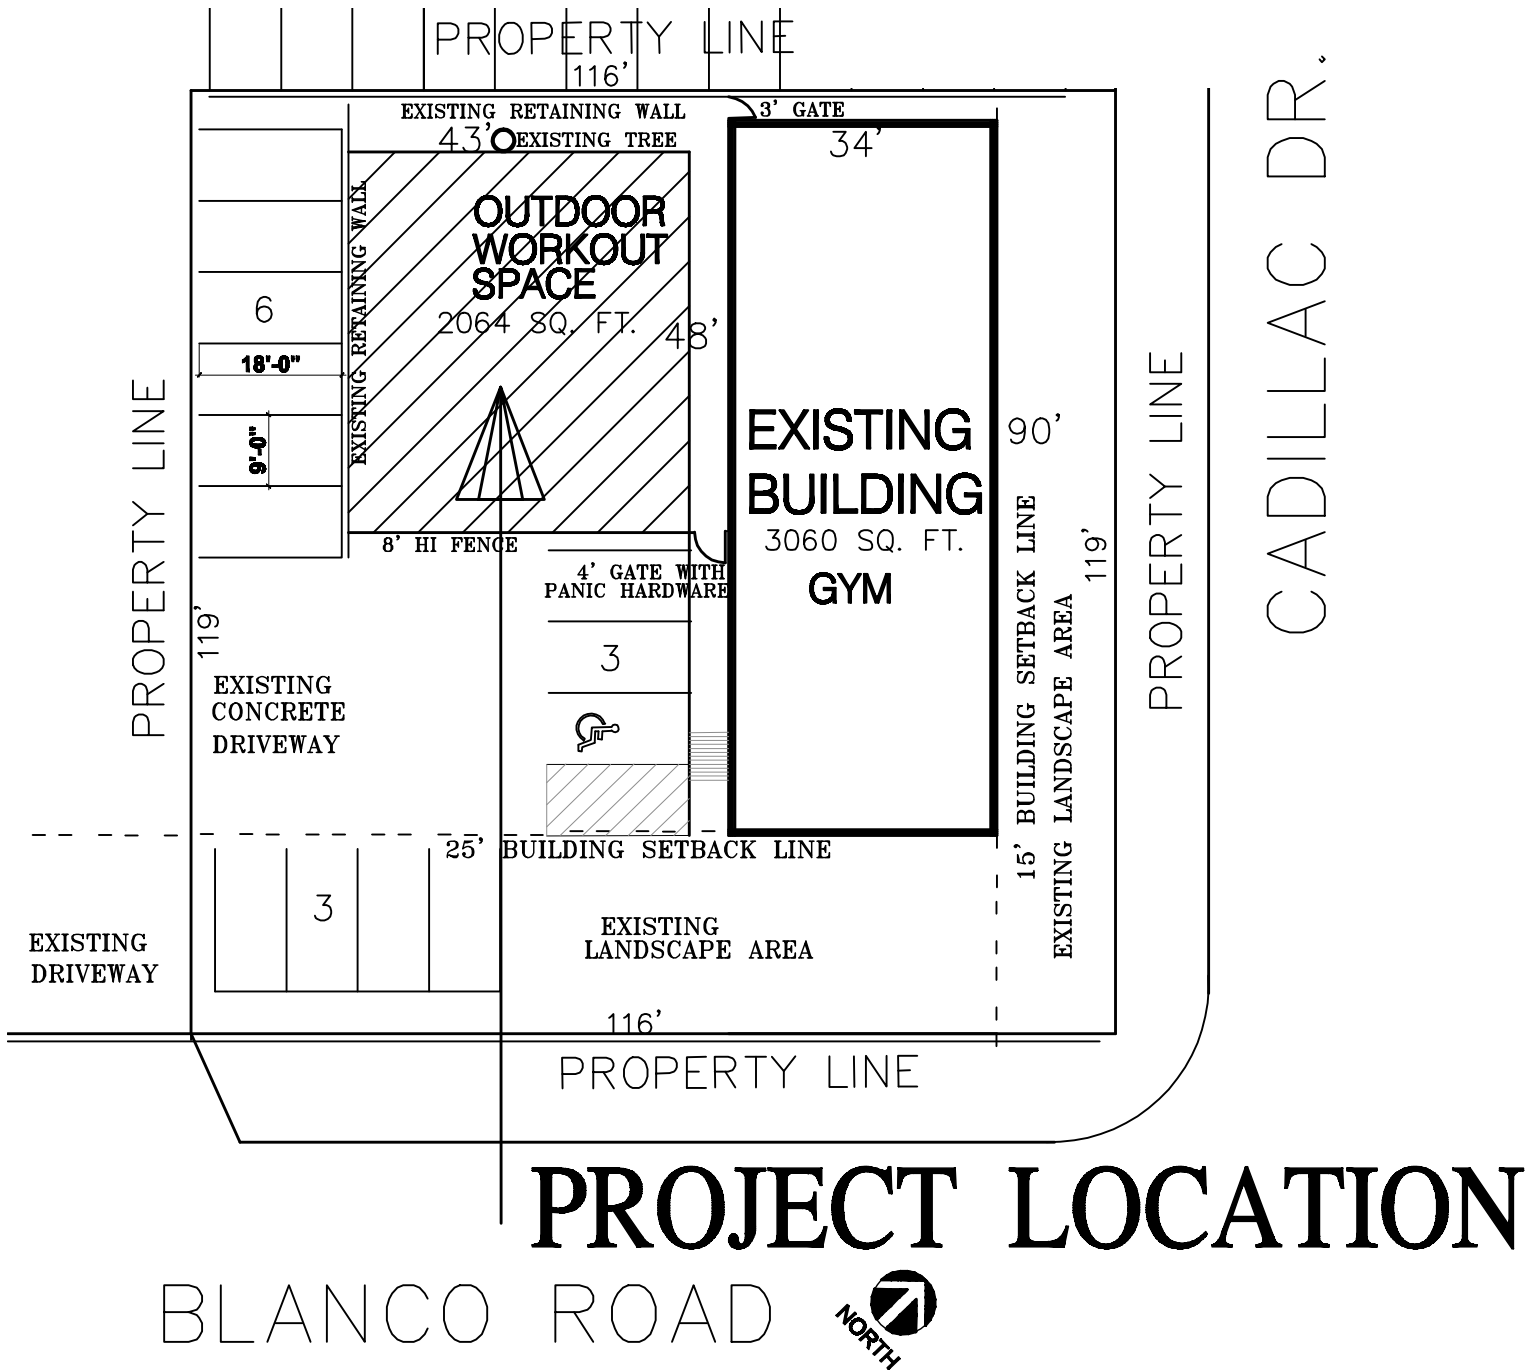 PROPERTY LINE
116'
EXISTING RETAINING WALL
3' GATE
43'
EXISTING TREE
34'
OUTDOOR
WORKOUT
SPACE
2064 SQ. FT.
48'
EXISTING RETAINING WALL
6
18'-0"
9'-0"
PROPERTY LINE
119'
EXISTING
BUILDING
3060 SQ. FT.
GYM
90'
8' HI FENCE
4' GATE WITH
PANIC HARDWARE
3
15' BUILDING SETBACK LINE
EXISTING LANDSCAPE AREA
119'
PROPERTY LINE
CADILLAC DR.
EXISTING
CONCRETE
DRIVEWAY
25' BUILDING SETBACK LINE
3
EXISTING
DRIVEWAY
EXISTING
LANDSCAPE AREA
116'
PROPERTY LINE
PROJECT LOCATION
BLANCO ROAD
NORTH